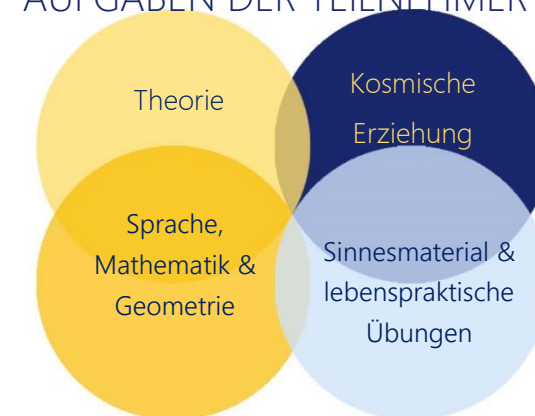 AUFGABEN DER TEILNEHMER
Theorie
Kosmische
Erziehung
Sprache,
Mathematik &
Geometrie
Sinnesmaterial &
lebenspraktische
Übungen